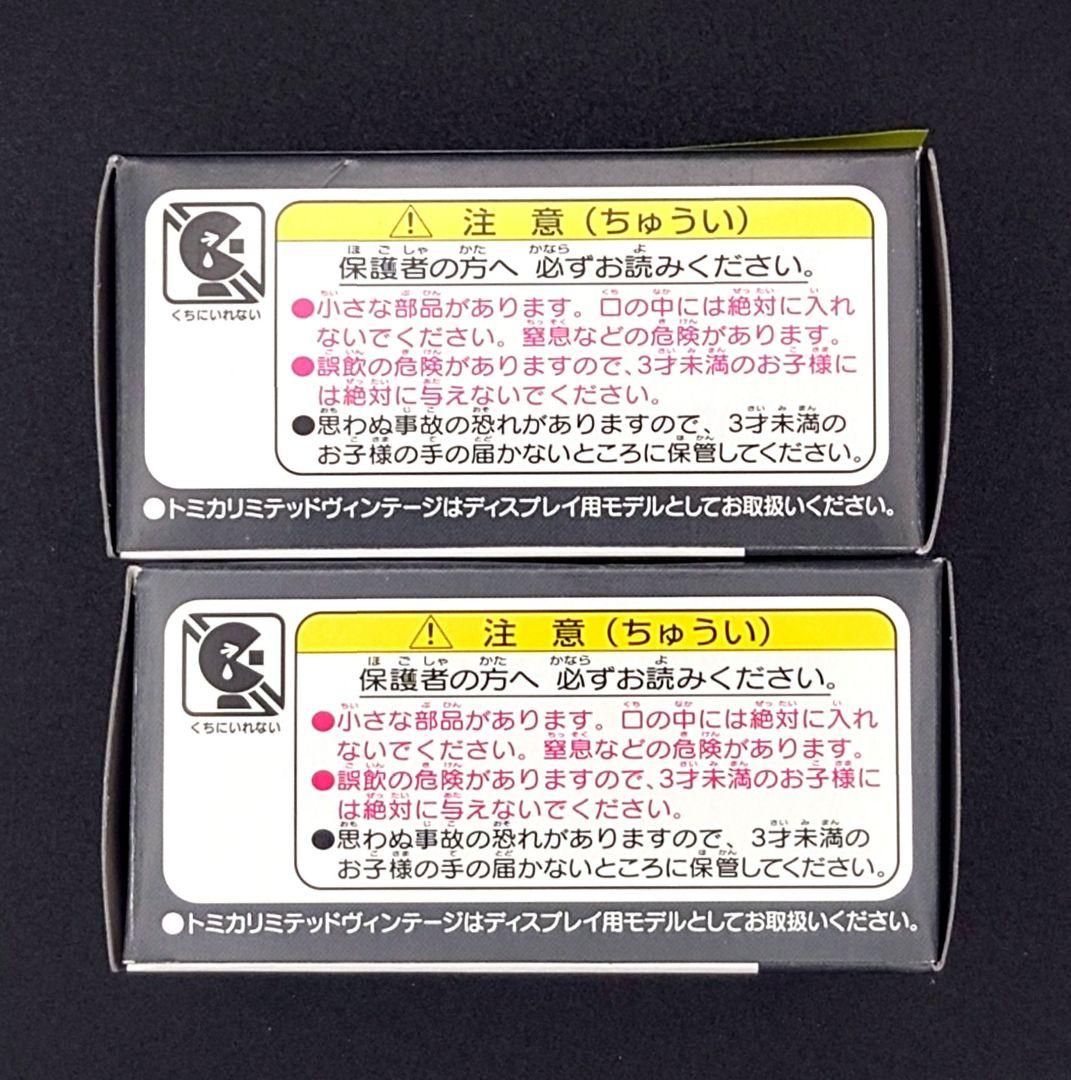 注 意 (ちゅうい)
保護者の方へ 必ずお読みください。
くちにいれない
●小さな部品があります。口の中には絶対に入れ
ないでください。窒息などの危険があります。
●誤飲の危険がありますので、3才未満のお子様に
は絶対に与えないでください。
●思わぬ事故の恐れがありますので、3才未満の
お子様の手の届かないところに保管してください。
●トミカリミテッドヴィンテージはディスプレイ用モデルとしてお取扱いください。
注 意 (ちゅうい)
保護者の方へ 必ずお読みください。
くちにいれない
●小さな部品があります。口の中には絶対に入れ
ないでください。窒息などの危険があります。
●誤飲の危険がありますので、3才未満のお子様に
は絶対に与えないでください。
●思わぬ事故の恐れがありますので、3才未満の
お子様の手の届かないところに保管してください。
●トミカリミテッドヴィンテージはディスプレイ用モデルとしてお取扱いください。